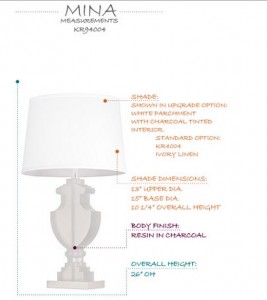 MINA
MEASUREMENTS
KR94004
SHADE:
SHOWN IN UPGRADE OPTION:
WHITE PARCHMENT
WITH CHARCOAL TINTED
INTERIOR.
STANDARD OPTION:
KR4004
IVORY LINEN
SHADE DIMENSIONS:
13" UPPER DIA.
15" BASE DIA.
10 1/4" OVERALL HEIGHT
BODY FINISH:
RESIN IN CHARCOAL
OVERALL HEIGHT:
26" OH